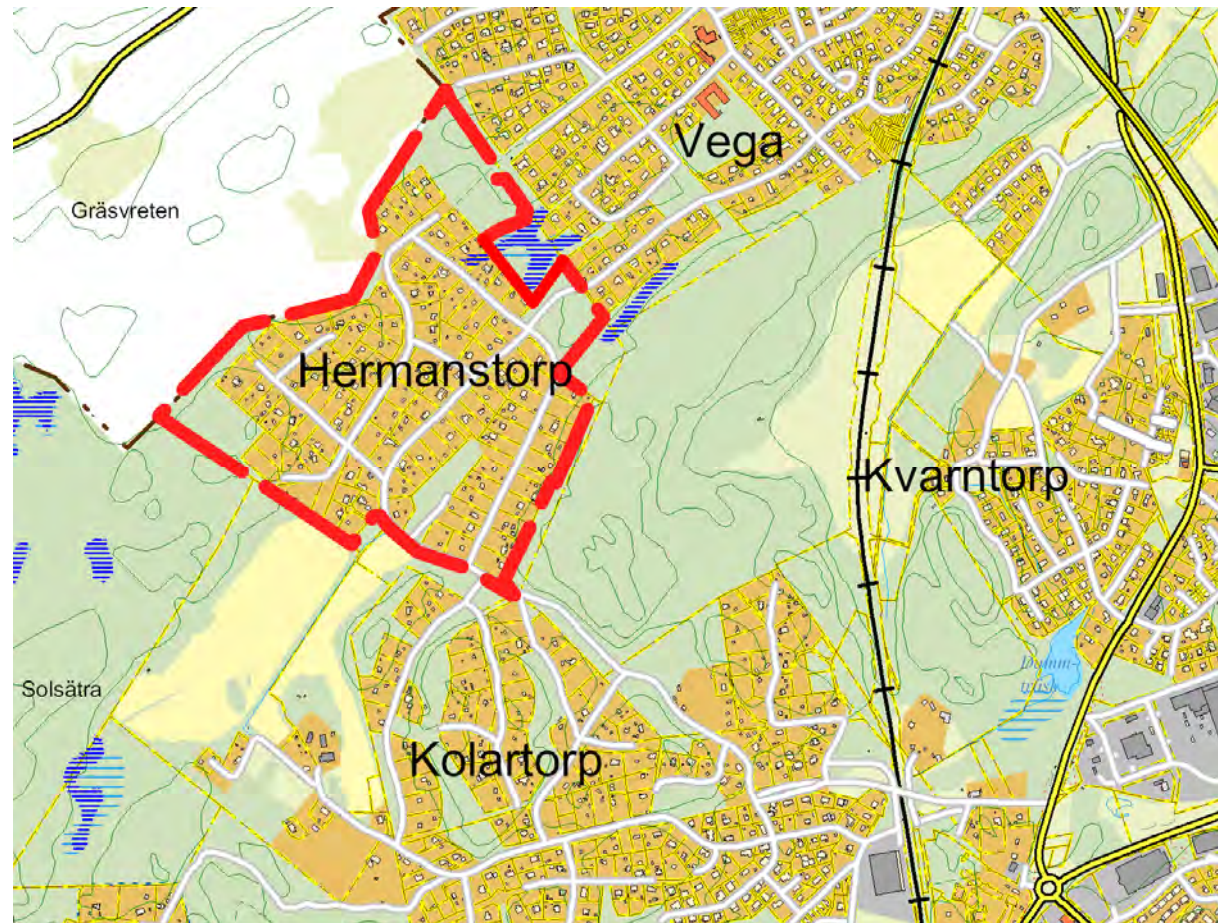 Vega
Gräsvreten
Hermanstorp
Kvarntorp
Solsätra
Kolartorp